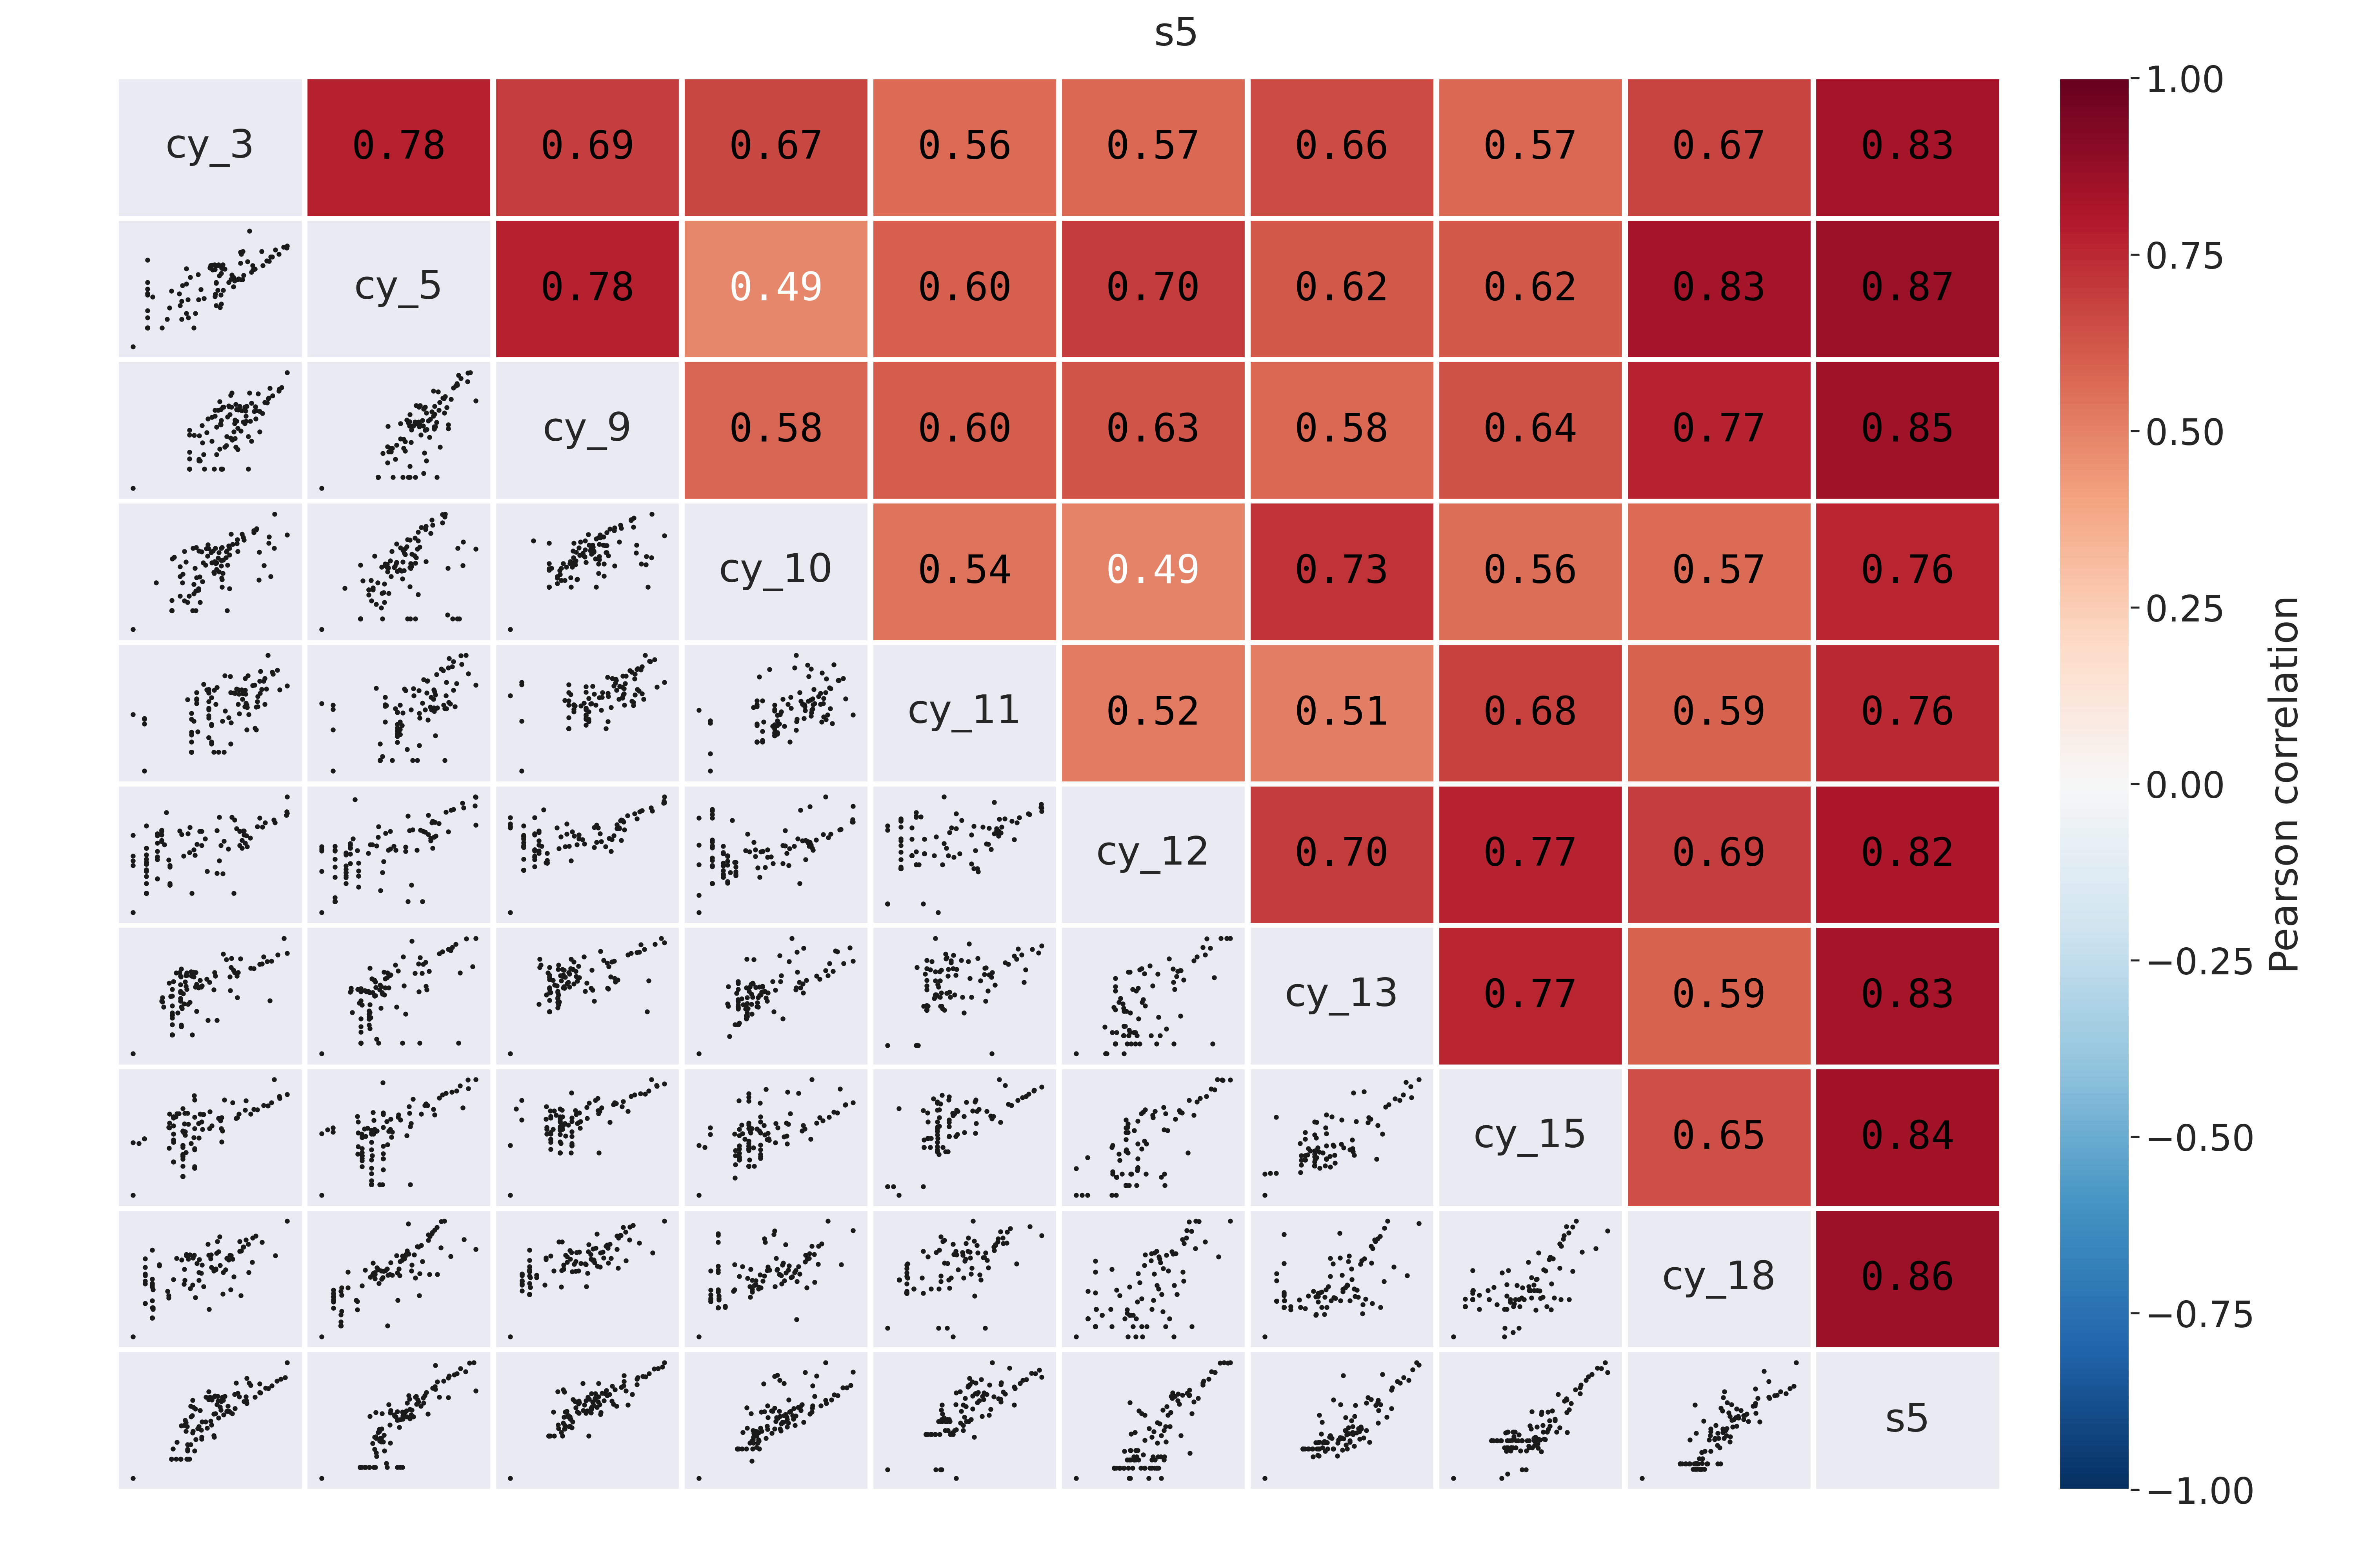 s5
cy_3 0.78 0.69 0.67 0.56 0.57 0.66 0.57 0.67 0.83
cy_5 0.78 0.49 0.60 0.70 0.62 0.62 0.83 0.87
cy_9 0.58 0.60 0.63 0.58 0.64 0.77 0.85
cy_10 0.54 0.49 0.73 0.56 0.57 0.76
cy_11 0.52 0.51 0.68 0.59 0.76
cy_12 0.70 0.77 0.69 0.82
cy_13 0.77 0.59 0.83
cy_15 0.65 0.84
cy_18 0.86
s5
1.00
0.75
0.50
0.25
0.00
−0.25
−0.50
−0.75
−1.00
Pearson correlation